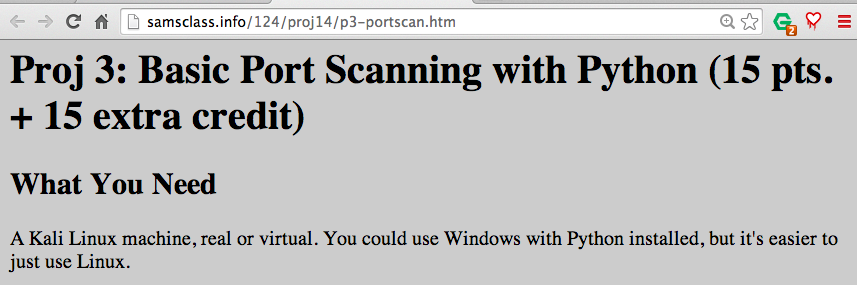 samsclass.info/124/proj14/p3-portscan.htm
2
Proj 3: Basic Port Scanning with Python (15 pts.
+ 15 extra credit)
What You Need
A Kali Linux machine, real or virtual. You could use Windows with Python installed, but it's easier to
just use Linux.